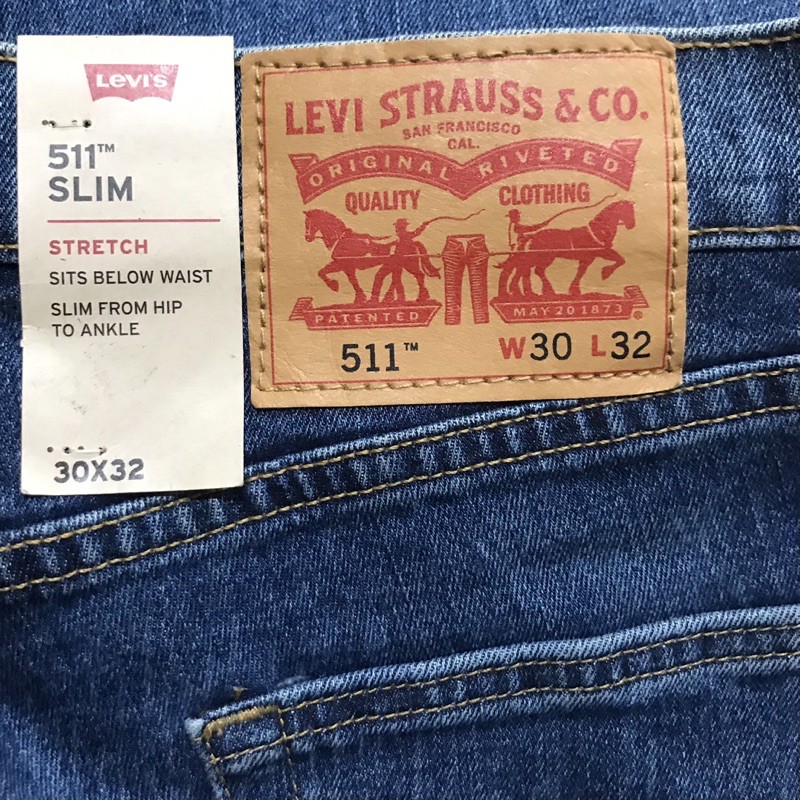 Levi's
511™
SLIM
STRETCH
SITS BELOW WAIST
SLIM FROM HIP
TO ANKLE
30X32
LEVI STRAUSS & CO.
SAN FRANCISCO
CAL.
ORIGINAL RIVETED
QUALITY CLOTHING
PATENTED MAY 20 1873 ®
511™ W30 L32